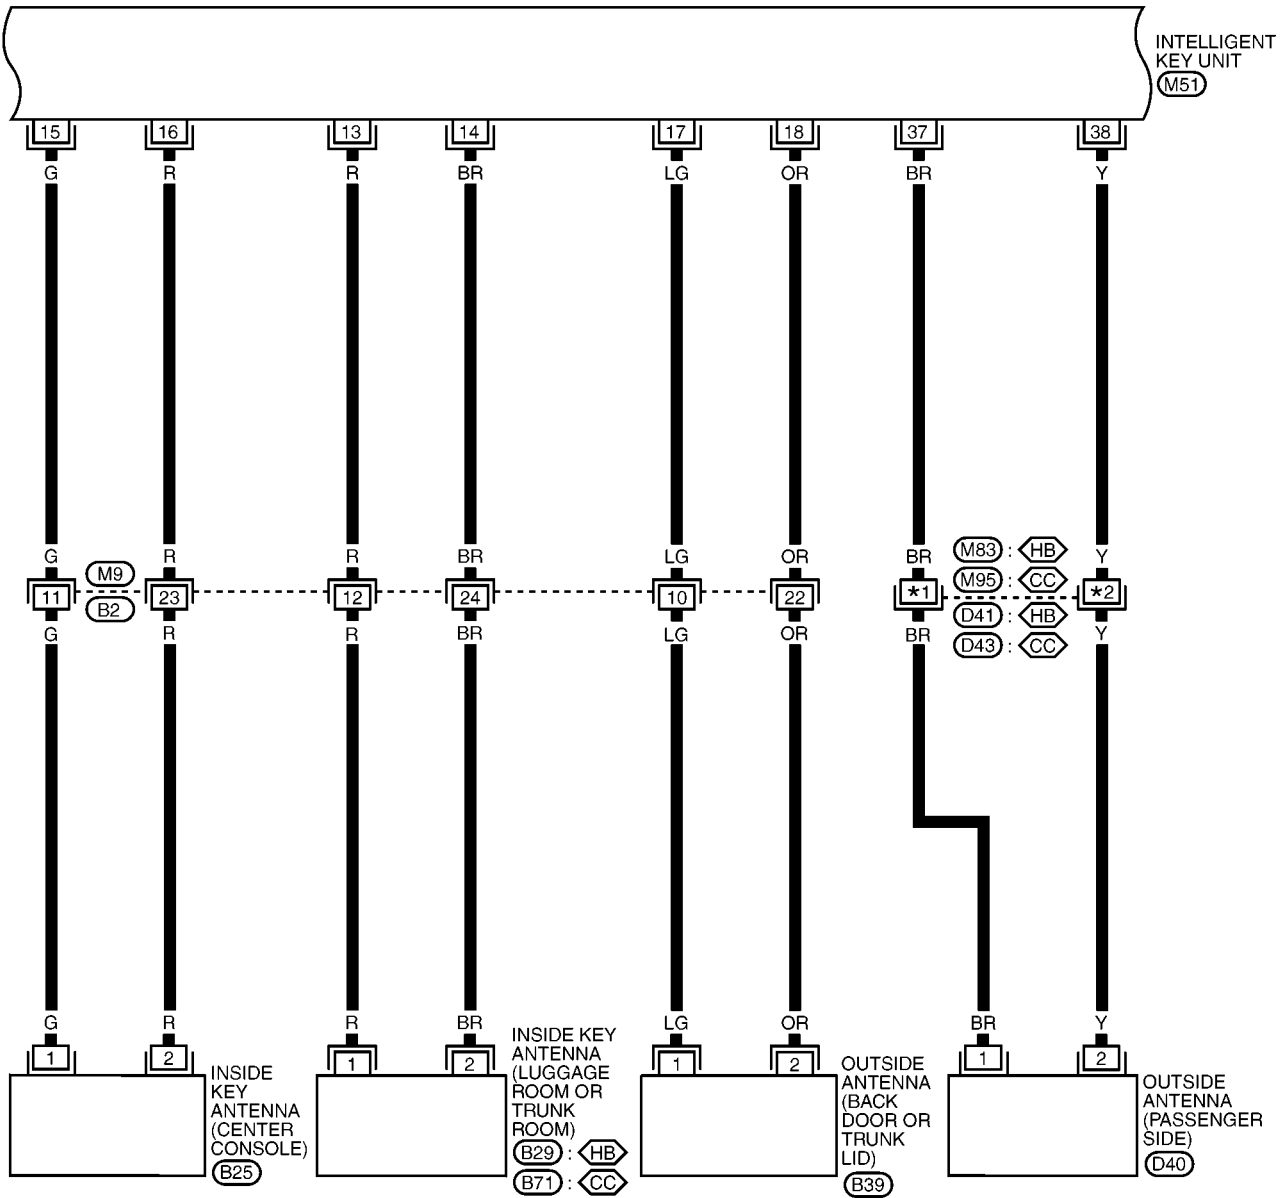 INTELLIGENT
KEY UNIT
M51
15 16 13 14 17 18 37 38
G R R BR LG OR BR Y
G R R BR LG OR BR Y
M9
M83 : HB
M95 : CC
11 23 12 24 10 22 *1 *2
B2
D41 : HB
D43 : CC
G R R BR LG OR BR Y
G R R BR LG OR BR Y
1 2 1 2 1 2 1 2
INSIDE
KEY
ANTENNA
(CENTER
CONSOLE)
B25
INSIDE KEY
ANTENNA
(LUGGAGE
ROOM OR
TRUNK
ROOM)
B29 : HB
B71 : CC
OUTSIDE
ANTENNA
(BACK
DOOR OR
TRUNK
LID)
B39
OUTSIDE
ANTENNA
(PASSENGER
SIDE)
D40